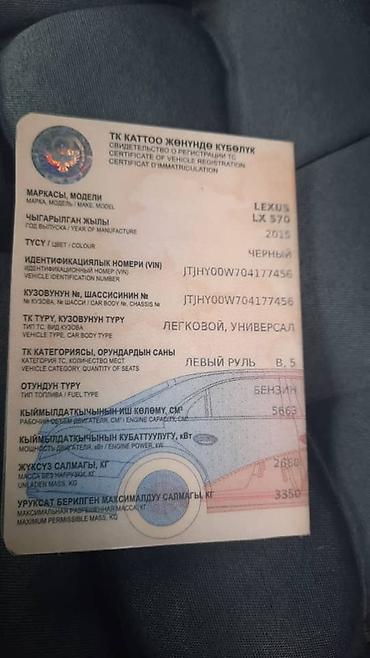 ТК КАТТОО ЖӨНҮНДӨ КҮБӨЛҮК
СВИДЕТЕЛЬСТВО О РЕГИСТРАЦИИ ТС
CERTIFICATE OF VEHICLE REGISTRATION
CERTIFICAT D'IMMATRICULATION
МАРКАСЫ, МОДЕЛИ
МАРКА, МОДЕЛЬ / MAKE, MODEL
LEXUS
LX 570
ЧЫГАРЫЛГАН ЖЫЛЫ
ГОД ВЫПУСКА / YEAR OF MANUFACTURE
2015
ТҮСҮ / ЦВЕТ / COLOUR
ЧЕРНЫЙ
ИДЕНТИФИКАЦИЯЛЫК НОМЕРИ (VIN)
ИДЕНТИФИКАЦИОННЫЙ НОМЕР (VIN)
VEHICLE IDENTIFICATION NUMBER
JTJHY00W704177456
КУЗОВУНУН №, ШАССИСИНИН №
№ КУЗОВА, № ШАССИ / CAR BODY №, CHASSIS №
JTJHY00W704177456
ТК ТҮРҮ, КУЗОВУНУН ТҮРҮ
ТИП ТС, ВИД КУЗОВА
VEHICLE TYPE, CAR BODY TYPE
ЛЕГКОВОЙ, УНИВЕРСАЛ
ТК КАТЕГОРИЯСЫ, ОРУНДАРДЫН САНЫ
КАТЕГОРИЯ ТС, КОЛИЧЕСТВО МЕСТ
VEHICLE CATEGORY, QUANTITY OF SEATS
ЛЕВЫЙ РУЛЬ B, 5
ОТУНДУН ТҮРҮ
ТИП ТОПЛИВА / FUEL TYPE
БЕНЗИН
КЫЙМЫЛДАТКЫЧЫНЫН ИШ КӨЛӨМҮ, СМ³
РАБОЧИЙ ОБЪЕМ ДВИГАТЕЛЯ, СМ³ / ENGINE CAPACITY, CM³
5663
КЫЙМЫЛДАТКЫЧЫНЫН КУБАТТУУЛУГУ, кВт
МОЩНОСТЬ ДВИГАТЕЛЯ, кВт / ENGINE POWER, kW
ЖҮКСҮЗ САЛМАГЫ, КГ
МАССА БЕЗ НАГРУЗКИ, КГ
UNLADEN MASS, KG
УРУКСАТ БЕРИЛГЕН МАКСИМАЛДУУ САЛМАГЫ, КГ
МАКСИМАЛЬНАЯ РАЗРЕШЕННАЯ МАССА, КГ
MAXIMUM PERMISSIBLE MASS, KG
3350